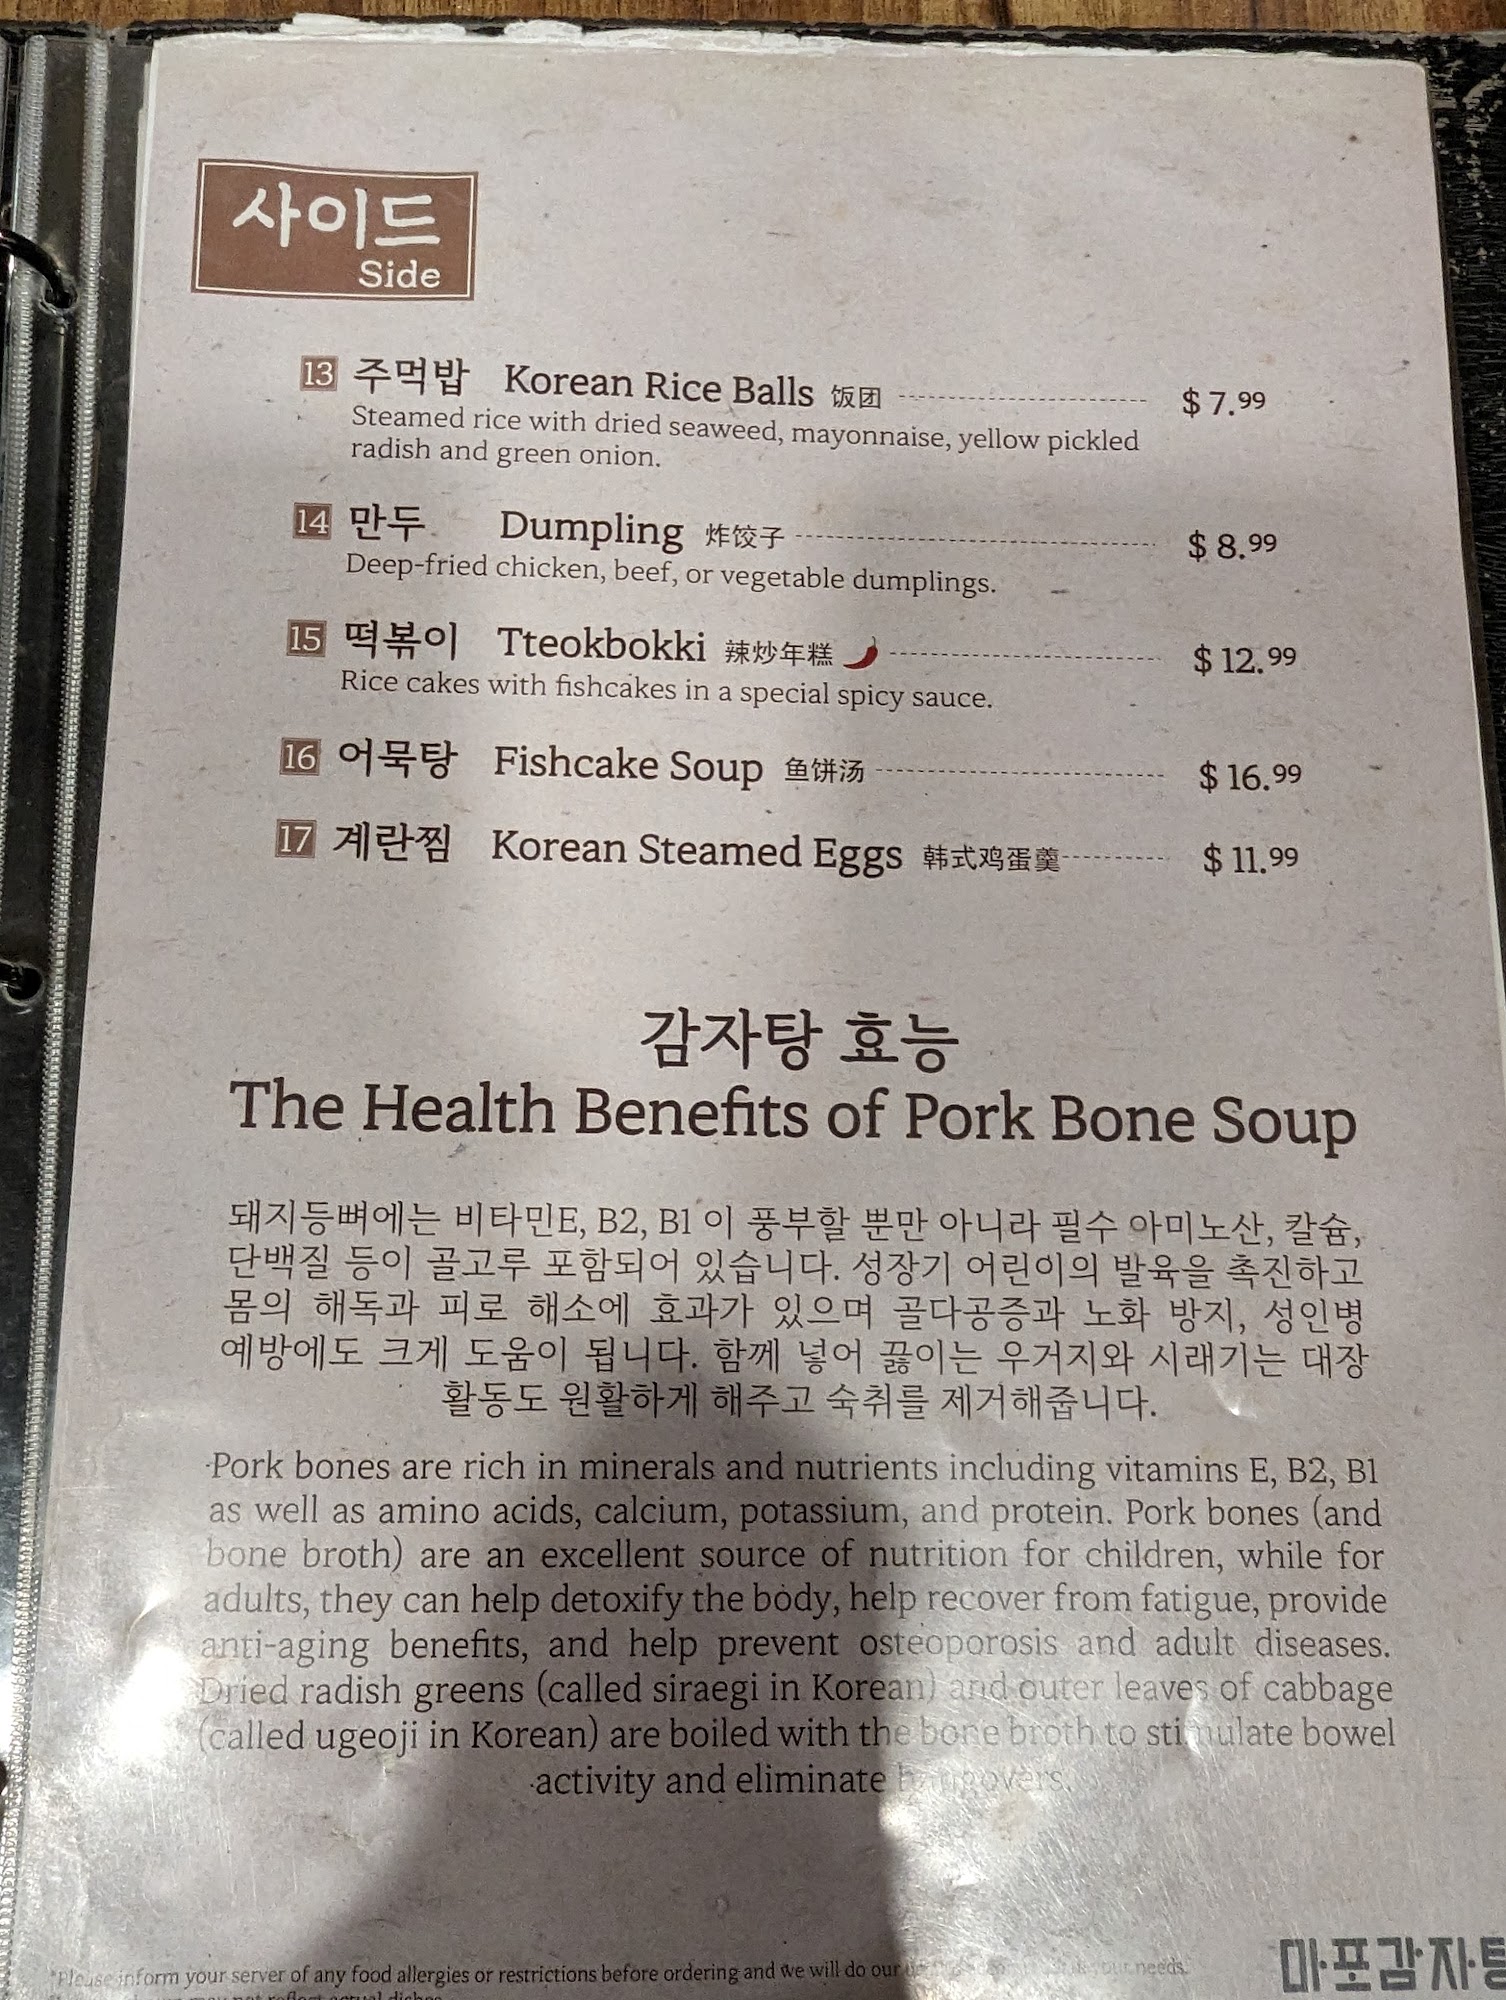 사이드
Side
13 주먹밥 Korean Rice Balls 饭团 $7.99
Steamed rice with dried seaweed, mayonnaise, yellow pickled
radish and green onion.
14 만두 Dumpling 炸饺子 $8.99
Deep-fried chicken, beef, or vegetable dumplings.
15 떡볶이 Tteokbokki 辣炒年糕 $12.99
Rice cakes with fishcakes in a special spicy sauce.
16 어묵탕 Fishcake Soup 鱼饼汤 $16.99
17 계란찜 Korean Steamed Eggs 韩式鸡蛋羹 $11.99
감자탕 효능
The Health Benefits of Pork Bone Soup
돼지등뼈에는 비타민E, B2, B1 이 풍부할 뿐만 아니라 필수 아미노산, 칼슘,
단백질 등이 골고루 포함되어 있습니다. 성장기 어린이의 발육을 촉진하고
몸의 해독과 피로 해소에 효과가 있으며 골다공증과 노화 방지, 성인병
예방에도 크게 도움이 됩니다. 함께 넣어 끓이는 우거지와 시래기는 대장
활동도 원활하게 해주고 숙취를 제거해줍니다.
Pork bones are rich in minerals and nutrients including vitamins E, B2, B1
as well as amino acids, calcium, potassium, and protein. Pork bones (and
bone broth) are an excellent source of nutrition for children, while for
adults, they can help detoxify the body, help recover from fatigue, provide
anti-aging benefits, and help prevent osteoporosis and adult diseases.
Dried radish greens (called siraegi in Korean) and outer leaves of cabbage
(called ugeoji in Korean) are boiled with the bone broth to stimulate bowel
activity and eliminate hangovers.
*Please inform your server of any food allergies or restrictions before ordering and we will do our your needs.
may not reflect actual dishes
마포감자탕